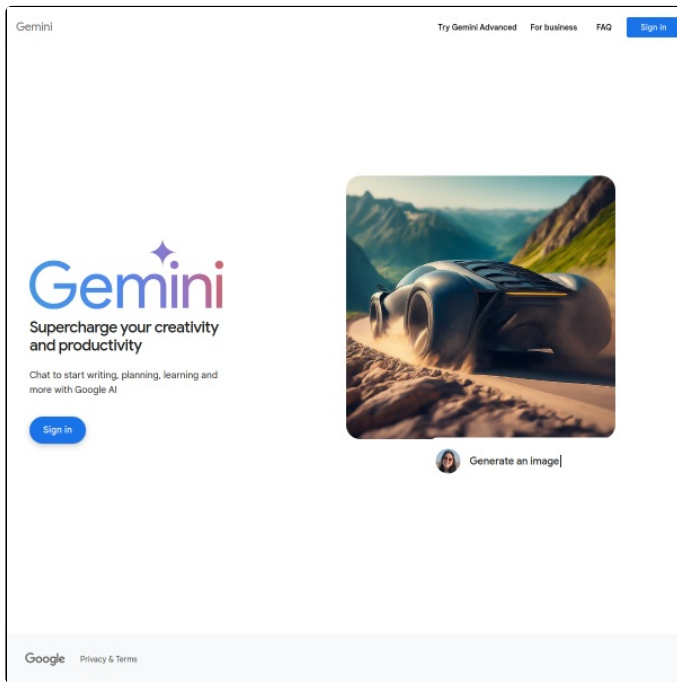 Gemini
Try Gemini Advanced
For business
FAQ
Sign in
Gemini
Supercharge your creativity
and productivity
Chat to start writing, planning, learning and
more with Google AI
Sign in
Generate an image
Google
Privacy & Terms